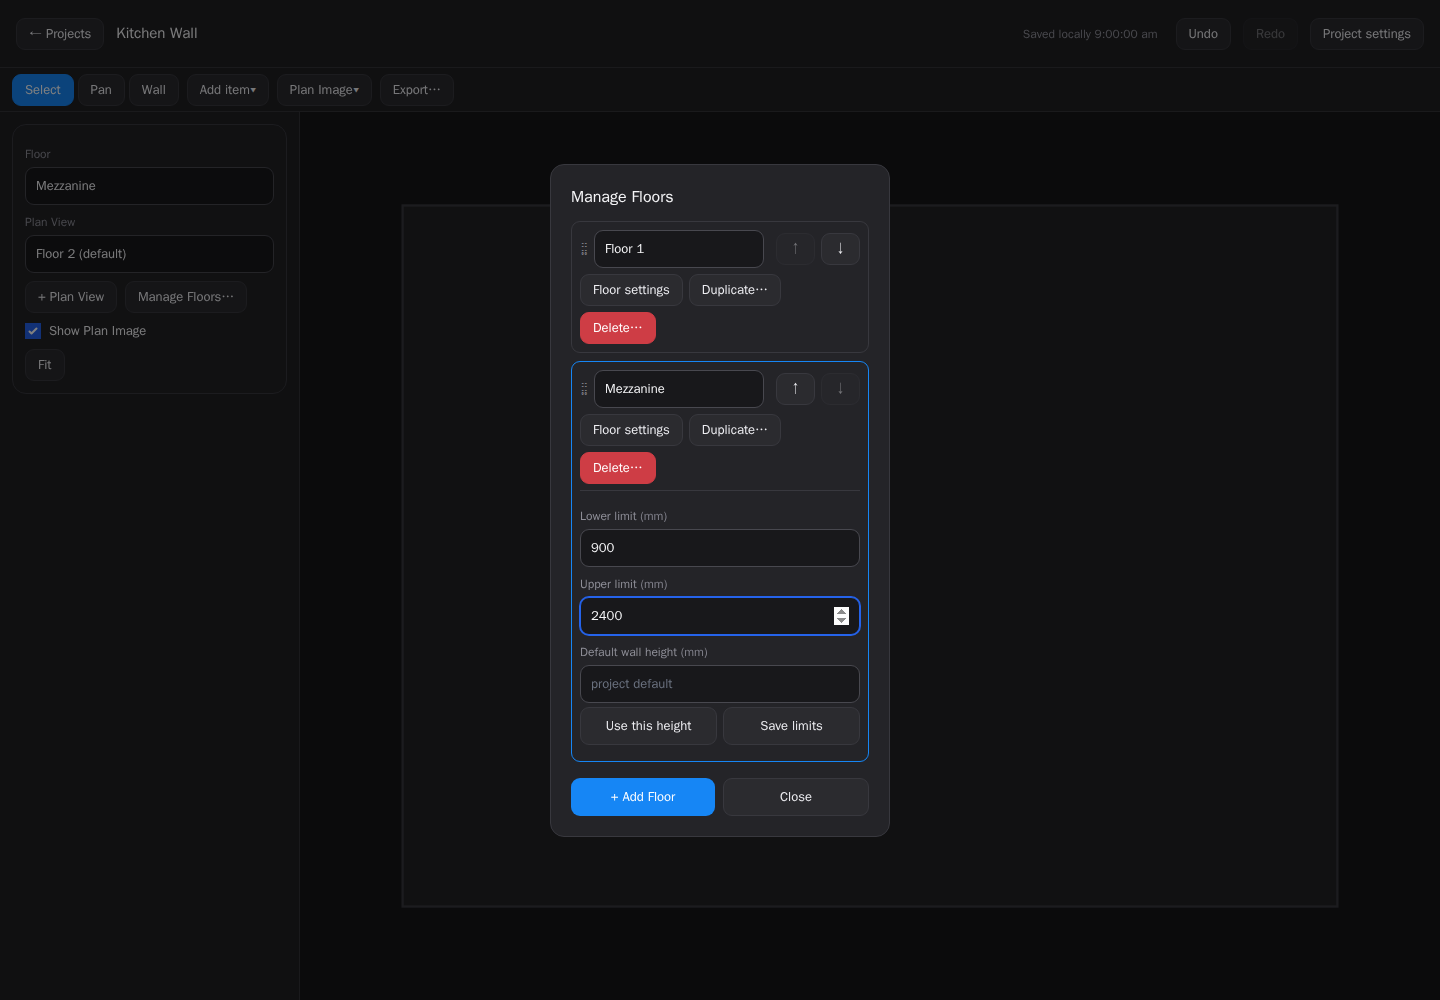 ← Projects
Kitchen Wall
Saved locally 9:00:00 am
Undo
Redo
Project settings
Select
Pan
Wall
Add item▾
Plan Image▾
Export…
Floor
Mezzanine
Plan View
Floor 2 (default)
+ Plan View
Manage Floors…
Show Plan Image
Fit
Manage Floors
Floor 1
↑
↓
Floor settings
Duplicate…
Delete…
Mezzanine
↑
↓
Floor settings
Duplicate…
Delete…
Lower limit (mm)
900
Upper limit (mm)
2400
Default wall height (mm)
project default
Use this height
Save limits
+ Add Floor
Close